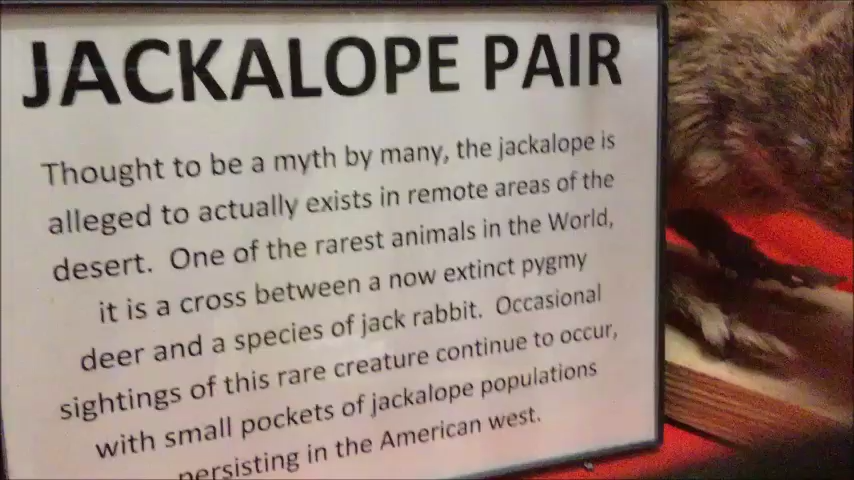 JACKALOPE PAIR
Thought to be a myth by many, the jackalope is
alleged to actually exists in remote areas of the
desert. One of the rarest animals in the World,
it is a cross between a now extinct pygmy
deer and a species of jack rabbit. Occasional
sightings of this rare creature continue to occur,
with small pockets of jackalope populations
persisting in the American west.